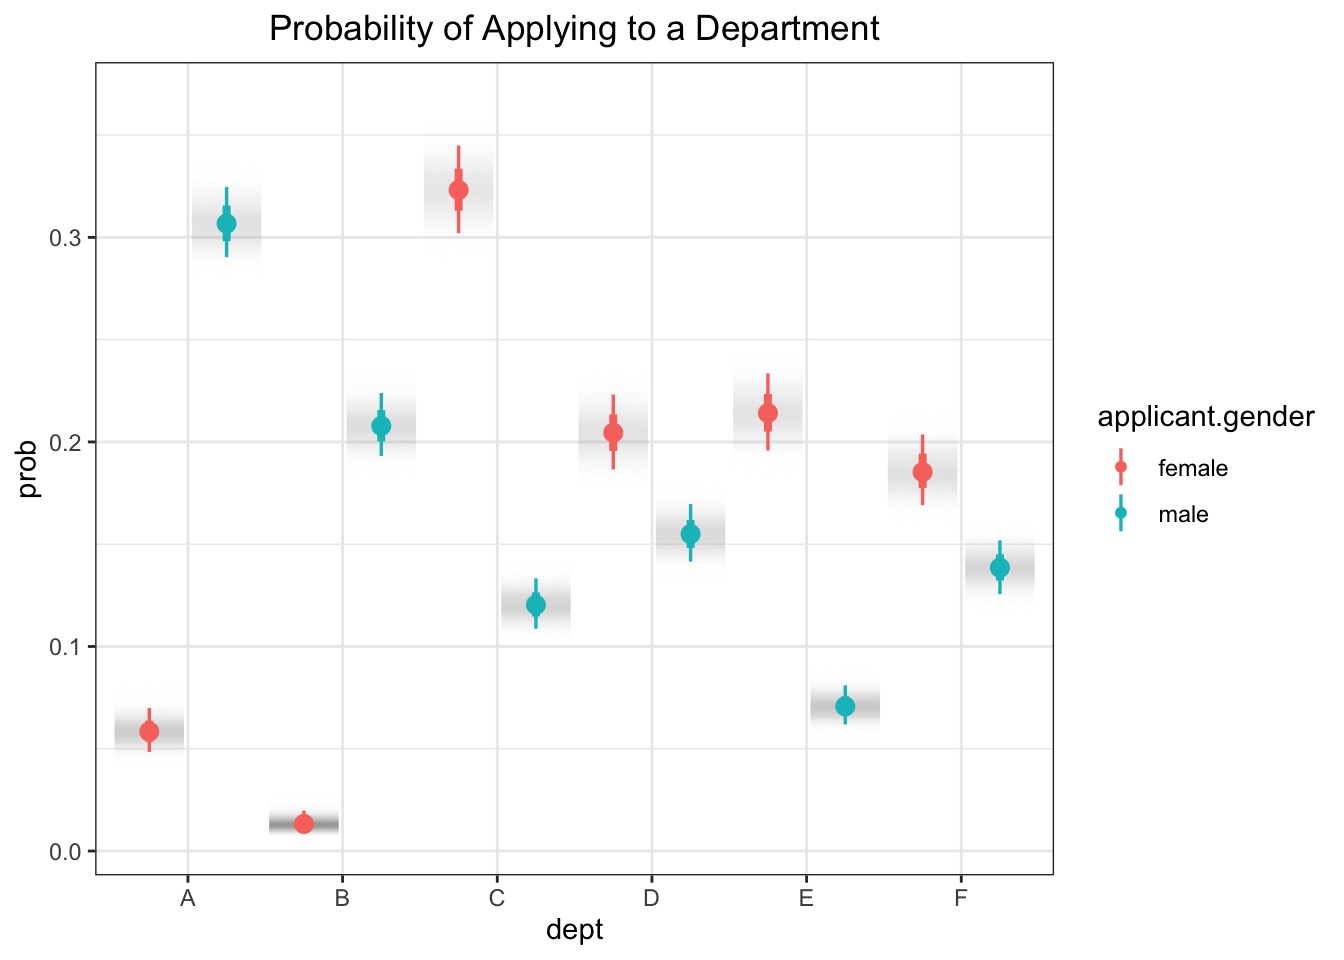 Probability of Applying to a Department
prob
0.3
0.2
0.1
0.0
A B C D E F
dept
applicant.gender
female
male